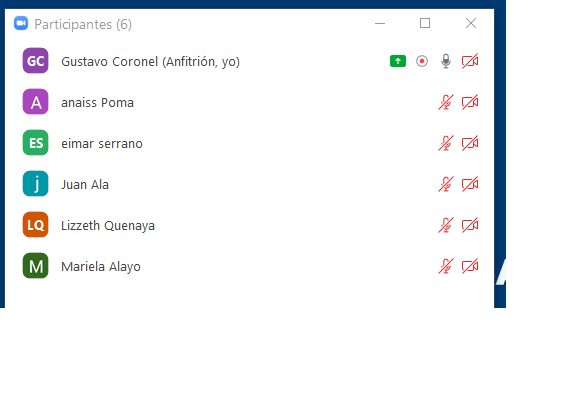 Participantes (6)
GC Gustavo Coronel (Anfitrión, yo)
A anaiss Poma
ES eimar serrano
j Juan Ala
LQ Lizzeth Quenaya
M Mariela Alayo